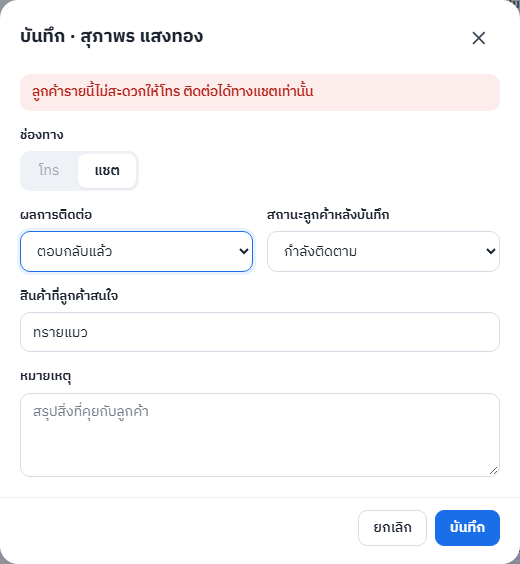 บันทึก · สุภาพร แสงทอง
ลูกค้ารายนี้ไม่สะดวกให้โทร ติดต่อได้ทางแชตเท่านั้น
ช่องทาง
โทร แชต
ผลการติดต่อ สถานะลูกค้าหลังบันทึก
ตอบกลับแล้ว กำลังติดตาม
สินค้าที่ลูกค้าสนใจ
ทรายแมว
หมายเหตุ
สรุปสิ่งที่คุยกับลูกค้า
ยกเลิก บันทึก